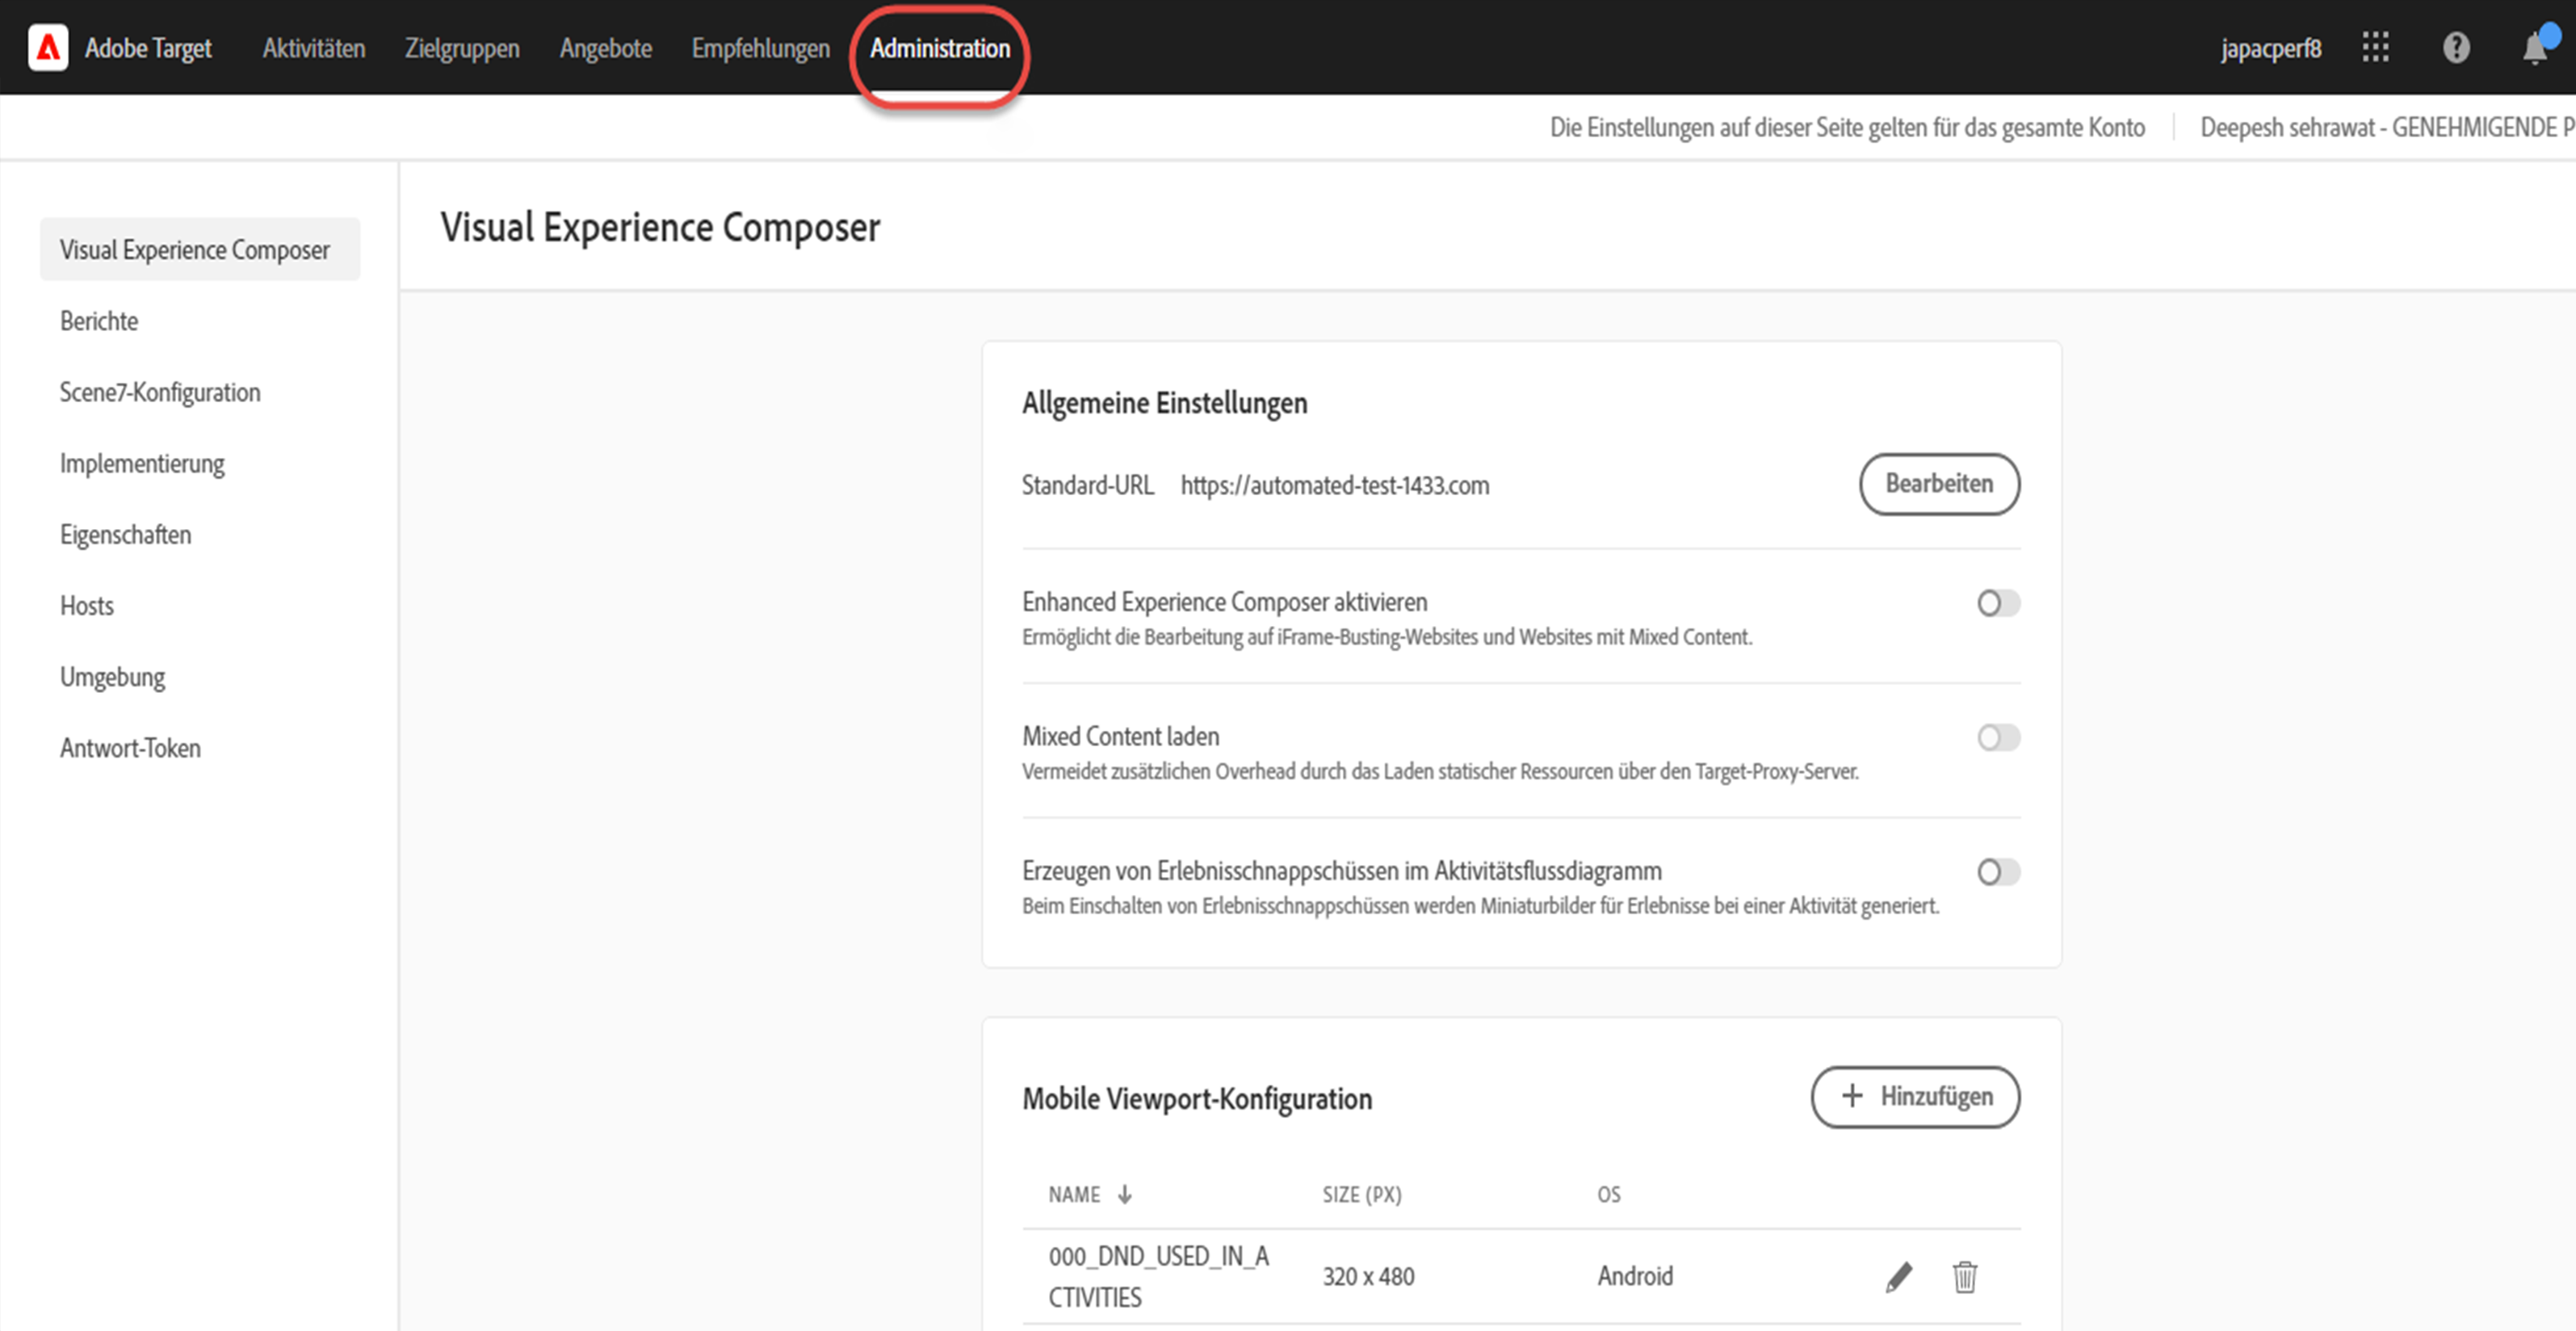 Adobe Target Aktivitäten Zielgruppen Angebote Empfehlungen Administration japacperf8
Die Einstellungen auf dieser Seite gelten für das gesamte Konto Deepesh sehrawat - GENEHMIGENDE P
Visual Experience Composer
Berichte
Scene7-Konfiguration
Implementierung
Eigenschaften
Hosts
Umgebung
Antwort-Token
Visual Experience Composer
Allgemeine Einstellungen
Standard-URL https://automated-test-1433.com Bearbeiten
Enhanced Experience Composer aktivieren
Ermöglicht die Bearbeitung auf iFrame-Busting-Websites und Websites mit Mixed Content.
Mixed Content laden
Vermeidet zusätzlichen Overhead durch das Laden statischer Ressourcen über den Target-Proxy-Server.
Erzeugen von Erlebnisschnappschüssen im Aktivitätsflussdiagramm
Beim Einschalten von Erlebnisschnappschüssen werden Miniaturbilder für Erlebnisse bei einer Aktivität generiert.
Mobile Viewport-Konfiguration + Hinzufügen
NAME SIZE (PX) OS
000_DND_USED_IN_A
CTIVITIES 320 x 480 Android